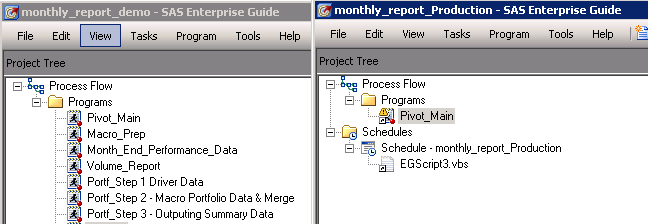 monthly_report_demo - SAS Enterprise Guide
File Edit View Tasks Program Tools Help
Project Tree
Process Flow
Programs
Pivot_Main
Macro_Prep
Month_End_Performance_Data
Volume_Report
Portf_Step 1 Driver Data
Portf_Step 2 - Macro Portfolio Data & Merge
Portf_Step 3 - Outputing Summary Data
monthly_report_Production - SAS Enterprise Guide
File Edit View Tasks Program Tools Help
Project Tree
Process Flow
Programs
Pivot_Main
Schedules
Schedule - monthly_report_Production
EGScript3.vbs